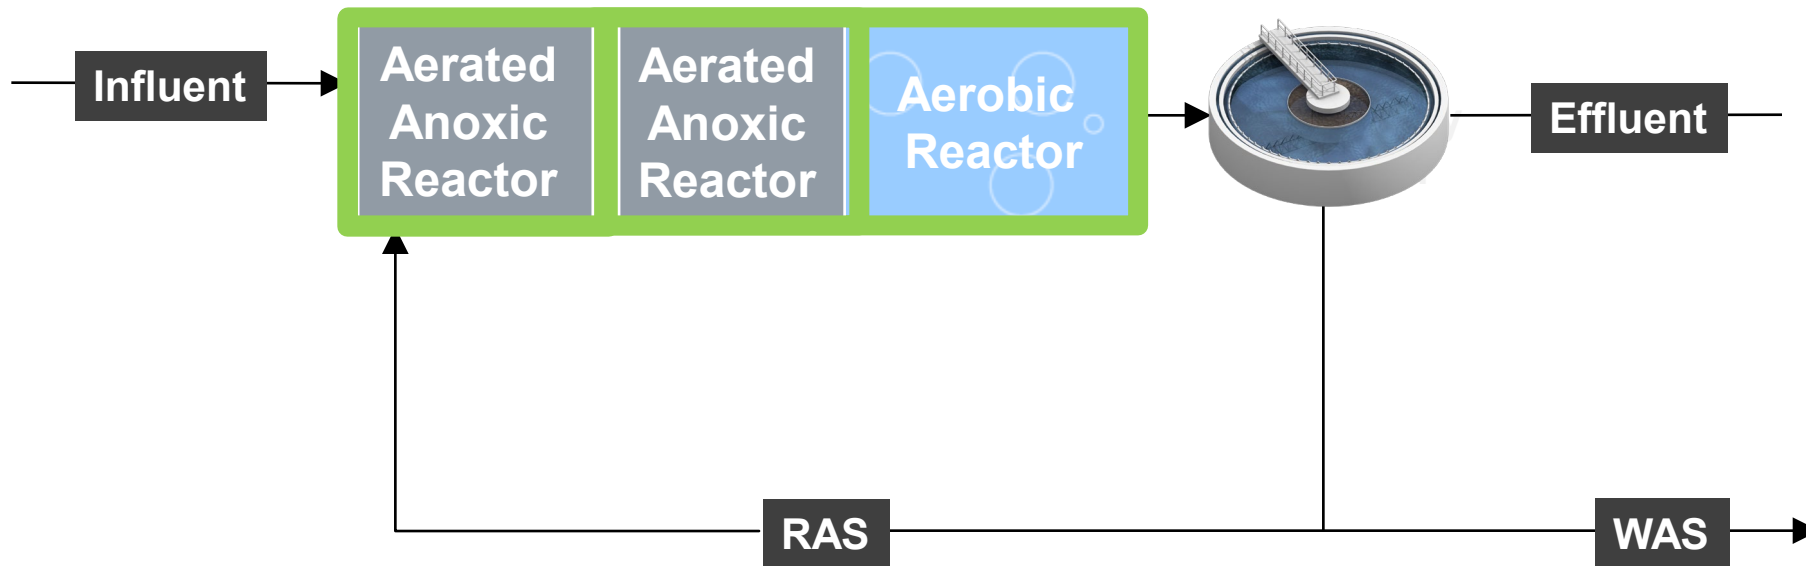 Influent
Aerated
Anoxic
Reactor
Aerated
Anoxic
Reactor
Aerobic
Reactor
Effluent
RAS
WAS